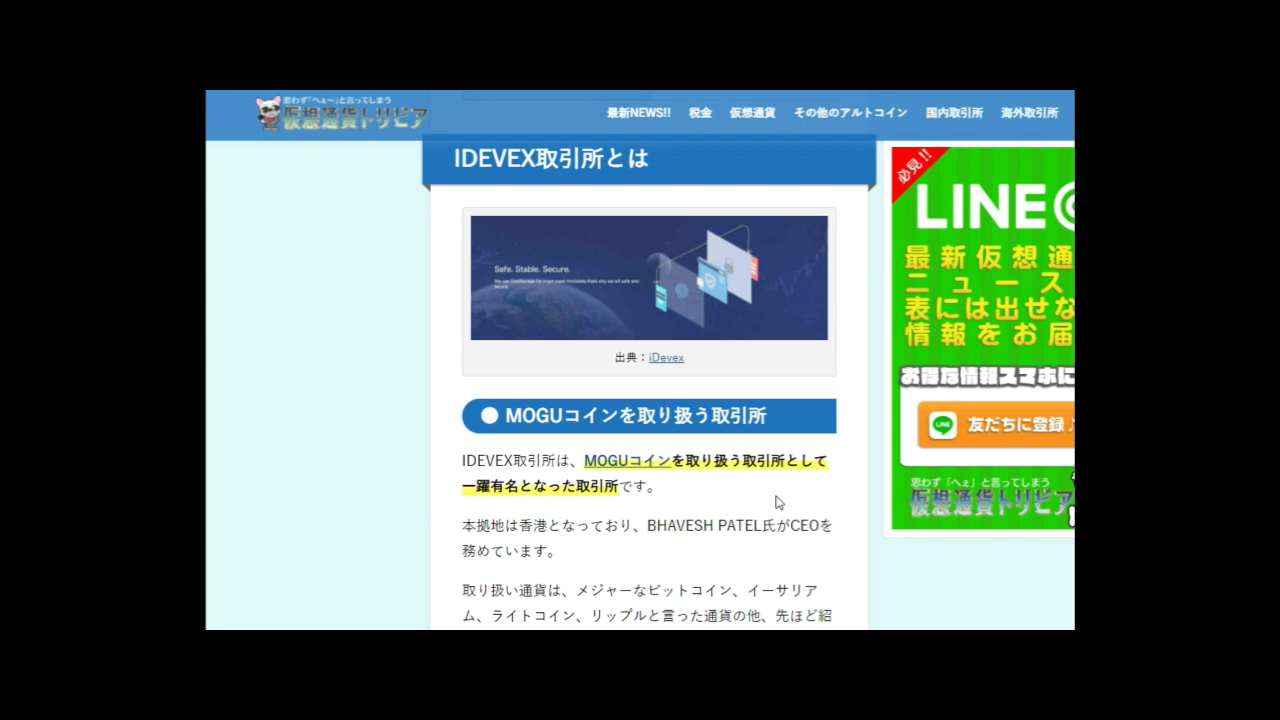 思わず「へぇ～」と言ってしまう
仮想通貨トリビア
最新NEWS!!
税金
仮想通貨
その他のアルトコイン
国内取引所
海外取引所
IDEVEX取引所とは
Safe. Stable. Secure.
出典：iDevex
MOGUコインを取り扱う取引所
IDEVEX取引所は、MOGUコインを取り扱う取引所として
一躍有名となった取引所です。
本拠地は香港となっており、BHAVESH PATEL氏がCEOを
務めています。
取り扱い通貨は、メジャーなビットコイン、イーサリア
ム、ライトコイン、リップルと言った通貨の他、先ほど紹
必見!!
LINE@
最新仮想通
ニュース
表には出せな
情報をお届
お得な情報スマホに
LINE
友だちに登録♪
思わず「へぇ」と言ってしまう
仮想通貨トリビア